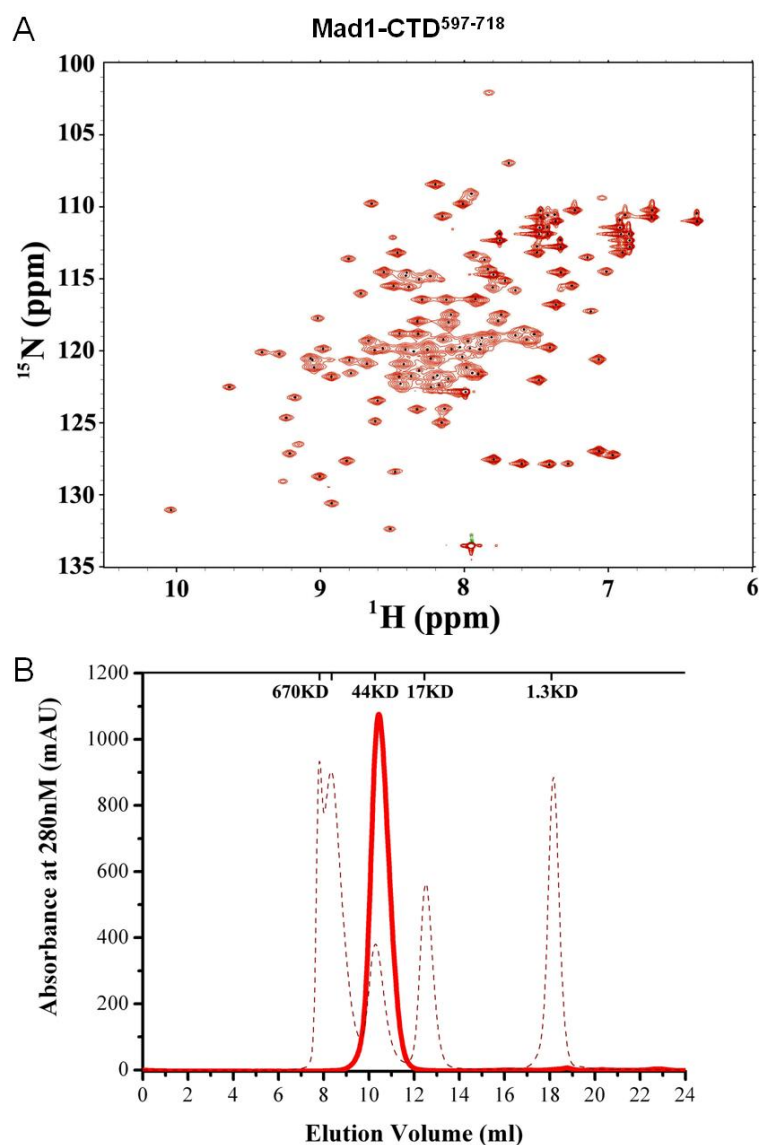 A
Mad1-CTD597-718
100
105
110
115
120
125
130
135
15N (ppm)
10 9 8 7 6
1H (ppm)
B
1200
1000
800
600
400
200
0
Absorbance at 280nM (mAU)
670KD 44KD 17KD 1.3KD
0 2 4 6 8 10 12 14 16 18 20 22 24
Elution Volume (ml)